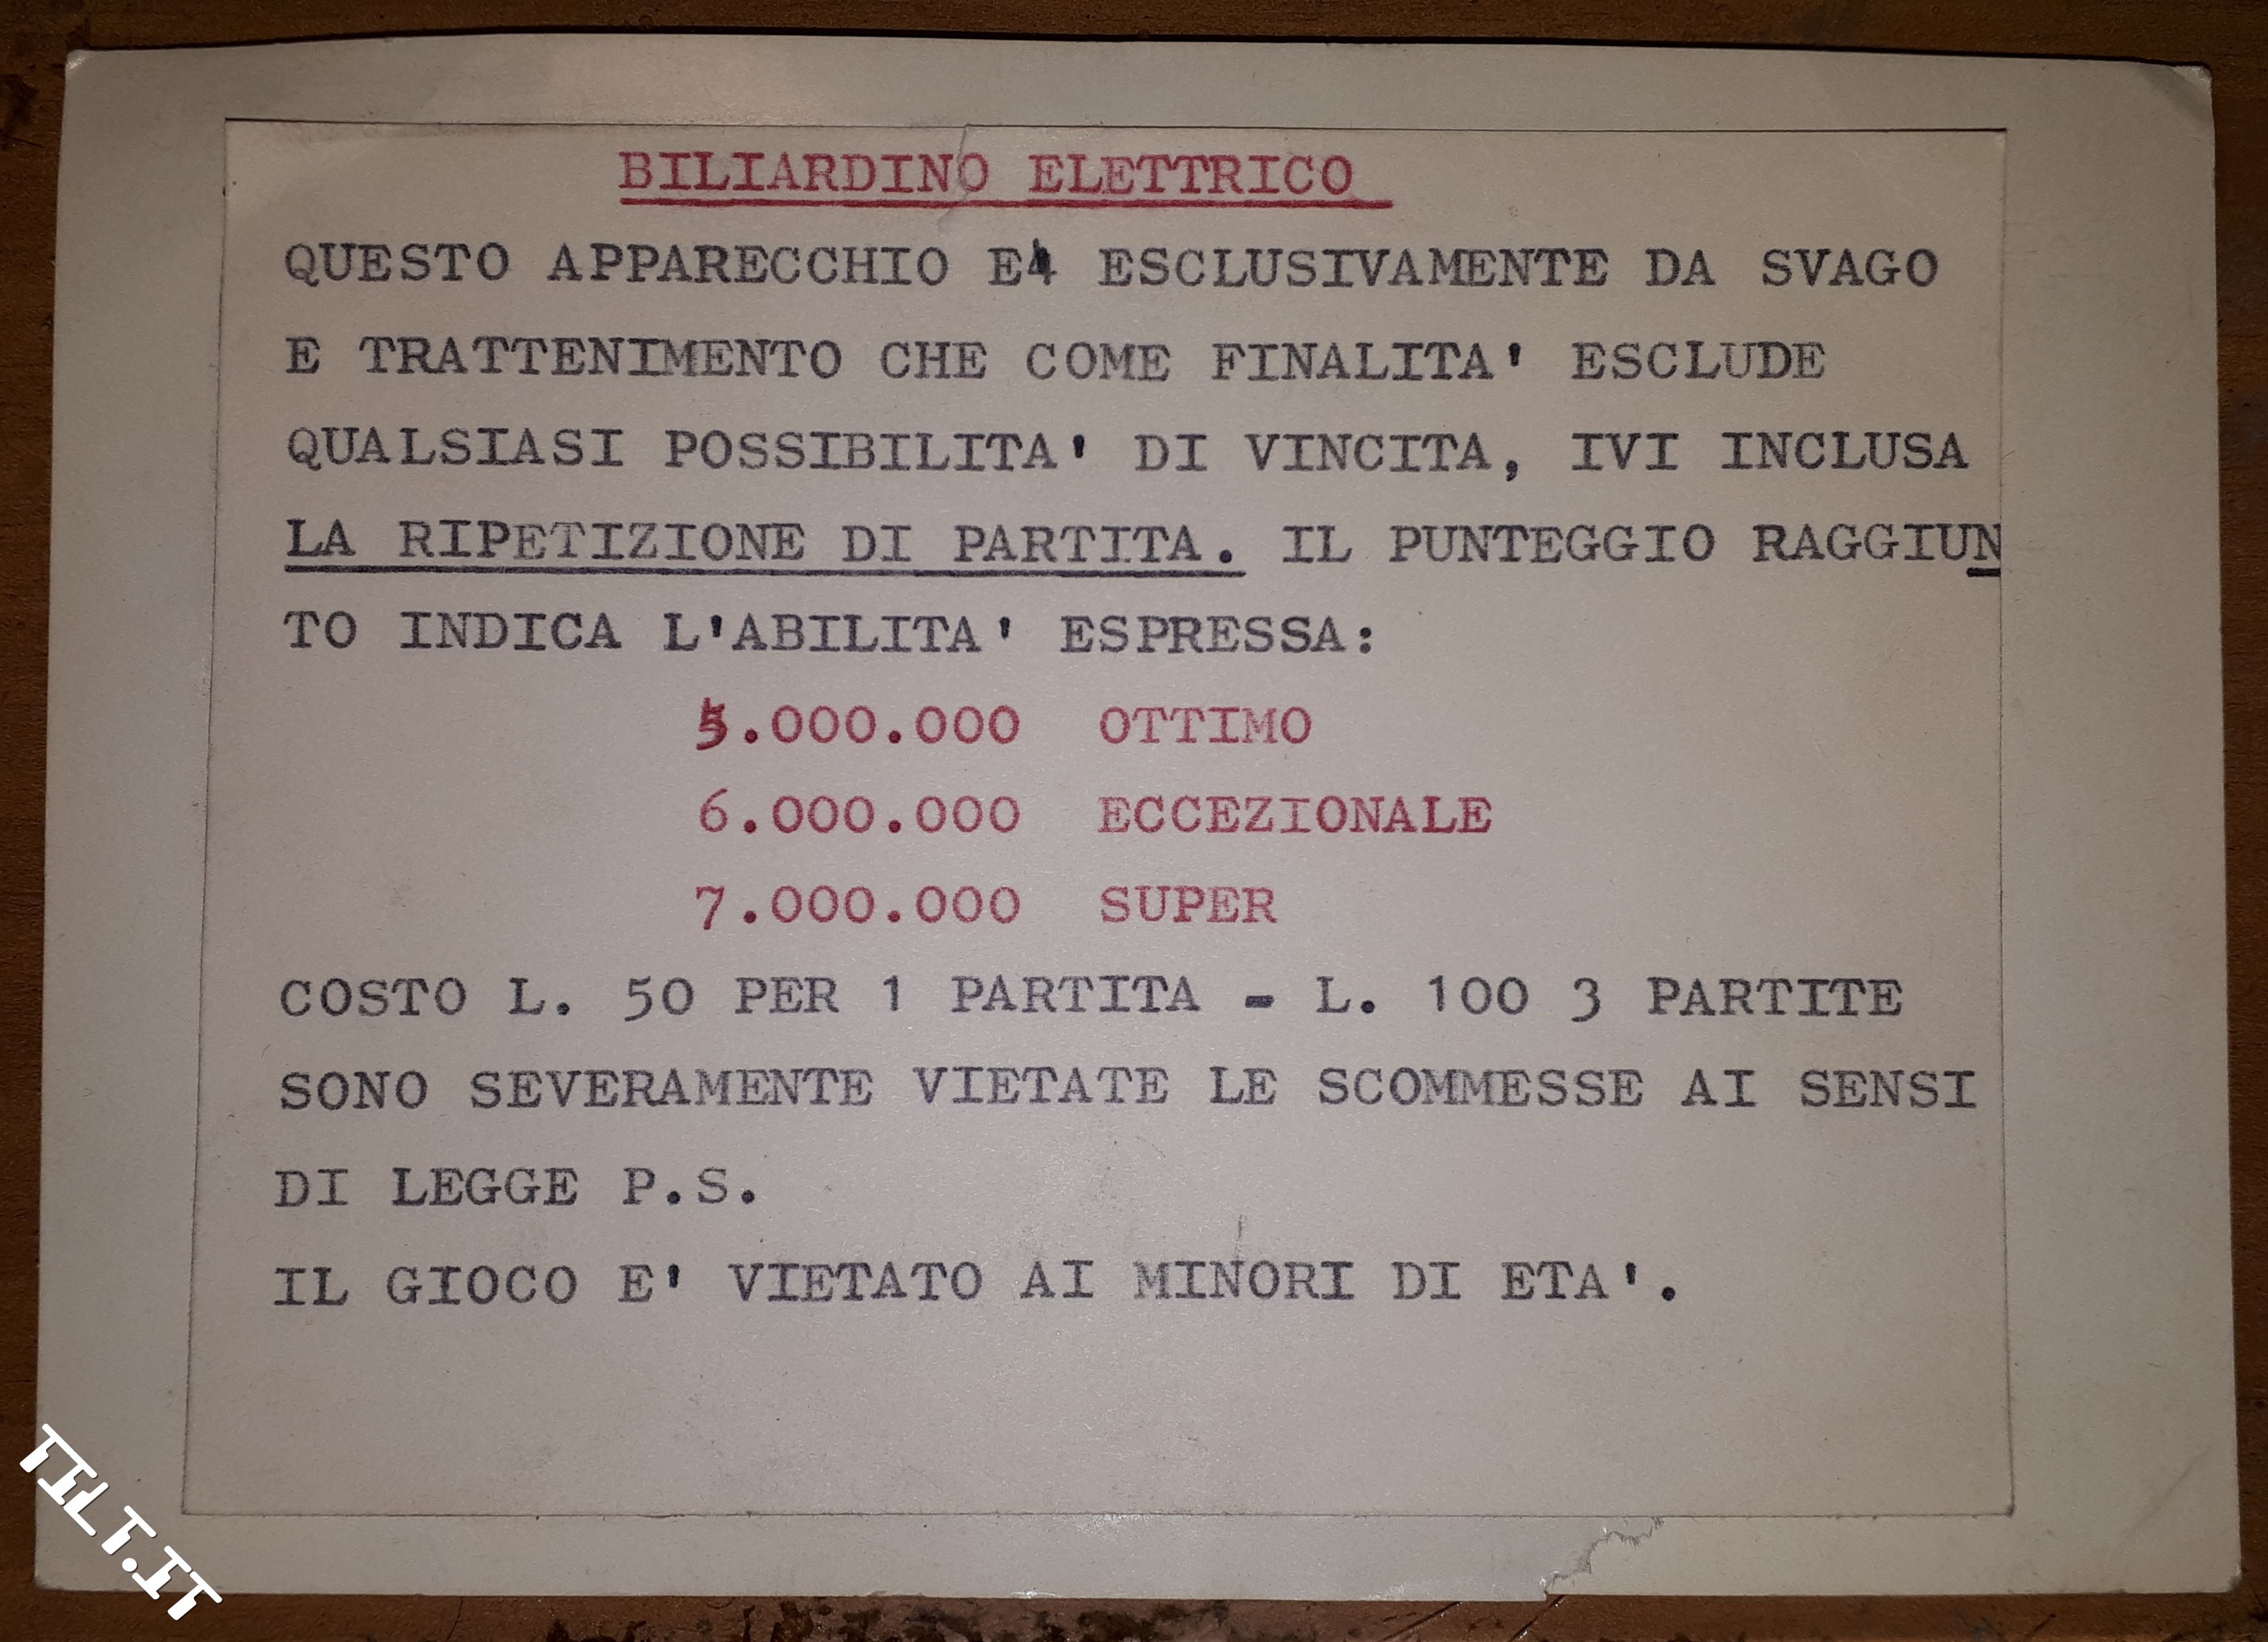 BILIARDINO ELETTRICO
QUESTO APPARECCHIO E' ESCLUSIVAMENTE DA SVAGO
E TRATTENIMENTO CHE COME FINALITA' ESCLUDE
QUALSIASI POSSIBILITA' DI VINCITA, IVI INCLUSA
LA RIPETIZIONE DI PARTITA. IL PUNTEGGIO RAGGIUN
TO INDICA L'ABILITA' ESPRESSA:
5.000.000 OTTIMO
6.000.000 ECCEZIONALE
7.000.000 SUPER
COSTO L. 50 PER 1 PARTITA - L. 100 3 PARTITE
SONO SEVERAMENTE VIETATE LE SCOMMESSE AI SENSI
DI LEGGE P.S.
IL GIOCO E' VIETATO AI MINORI DI ETA'.
TILT.IT